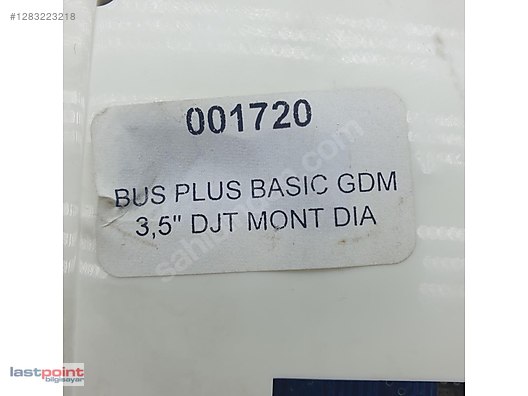 #1283223218
001720
BUS PLUS BASIC GDM
3,5" DJT MONT DIA
lastpoint
bilgisayar